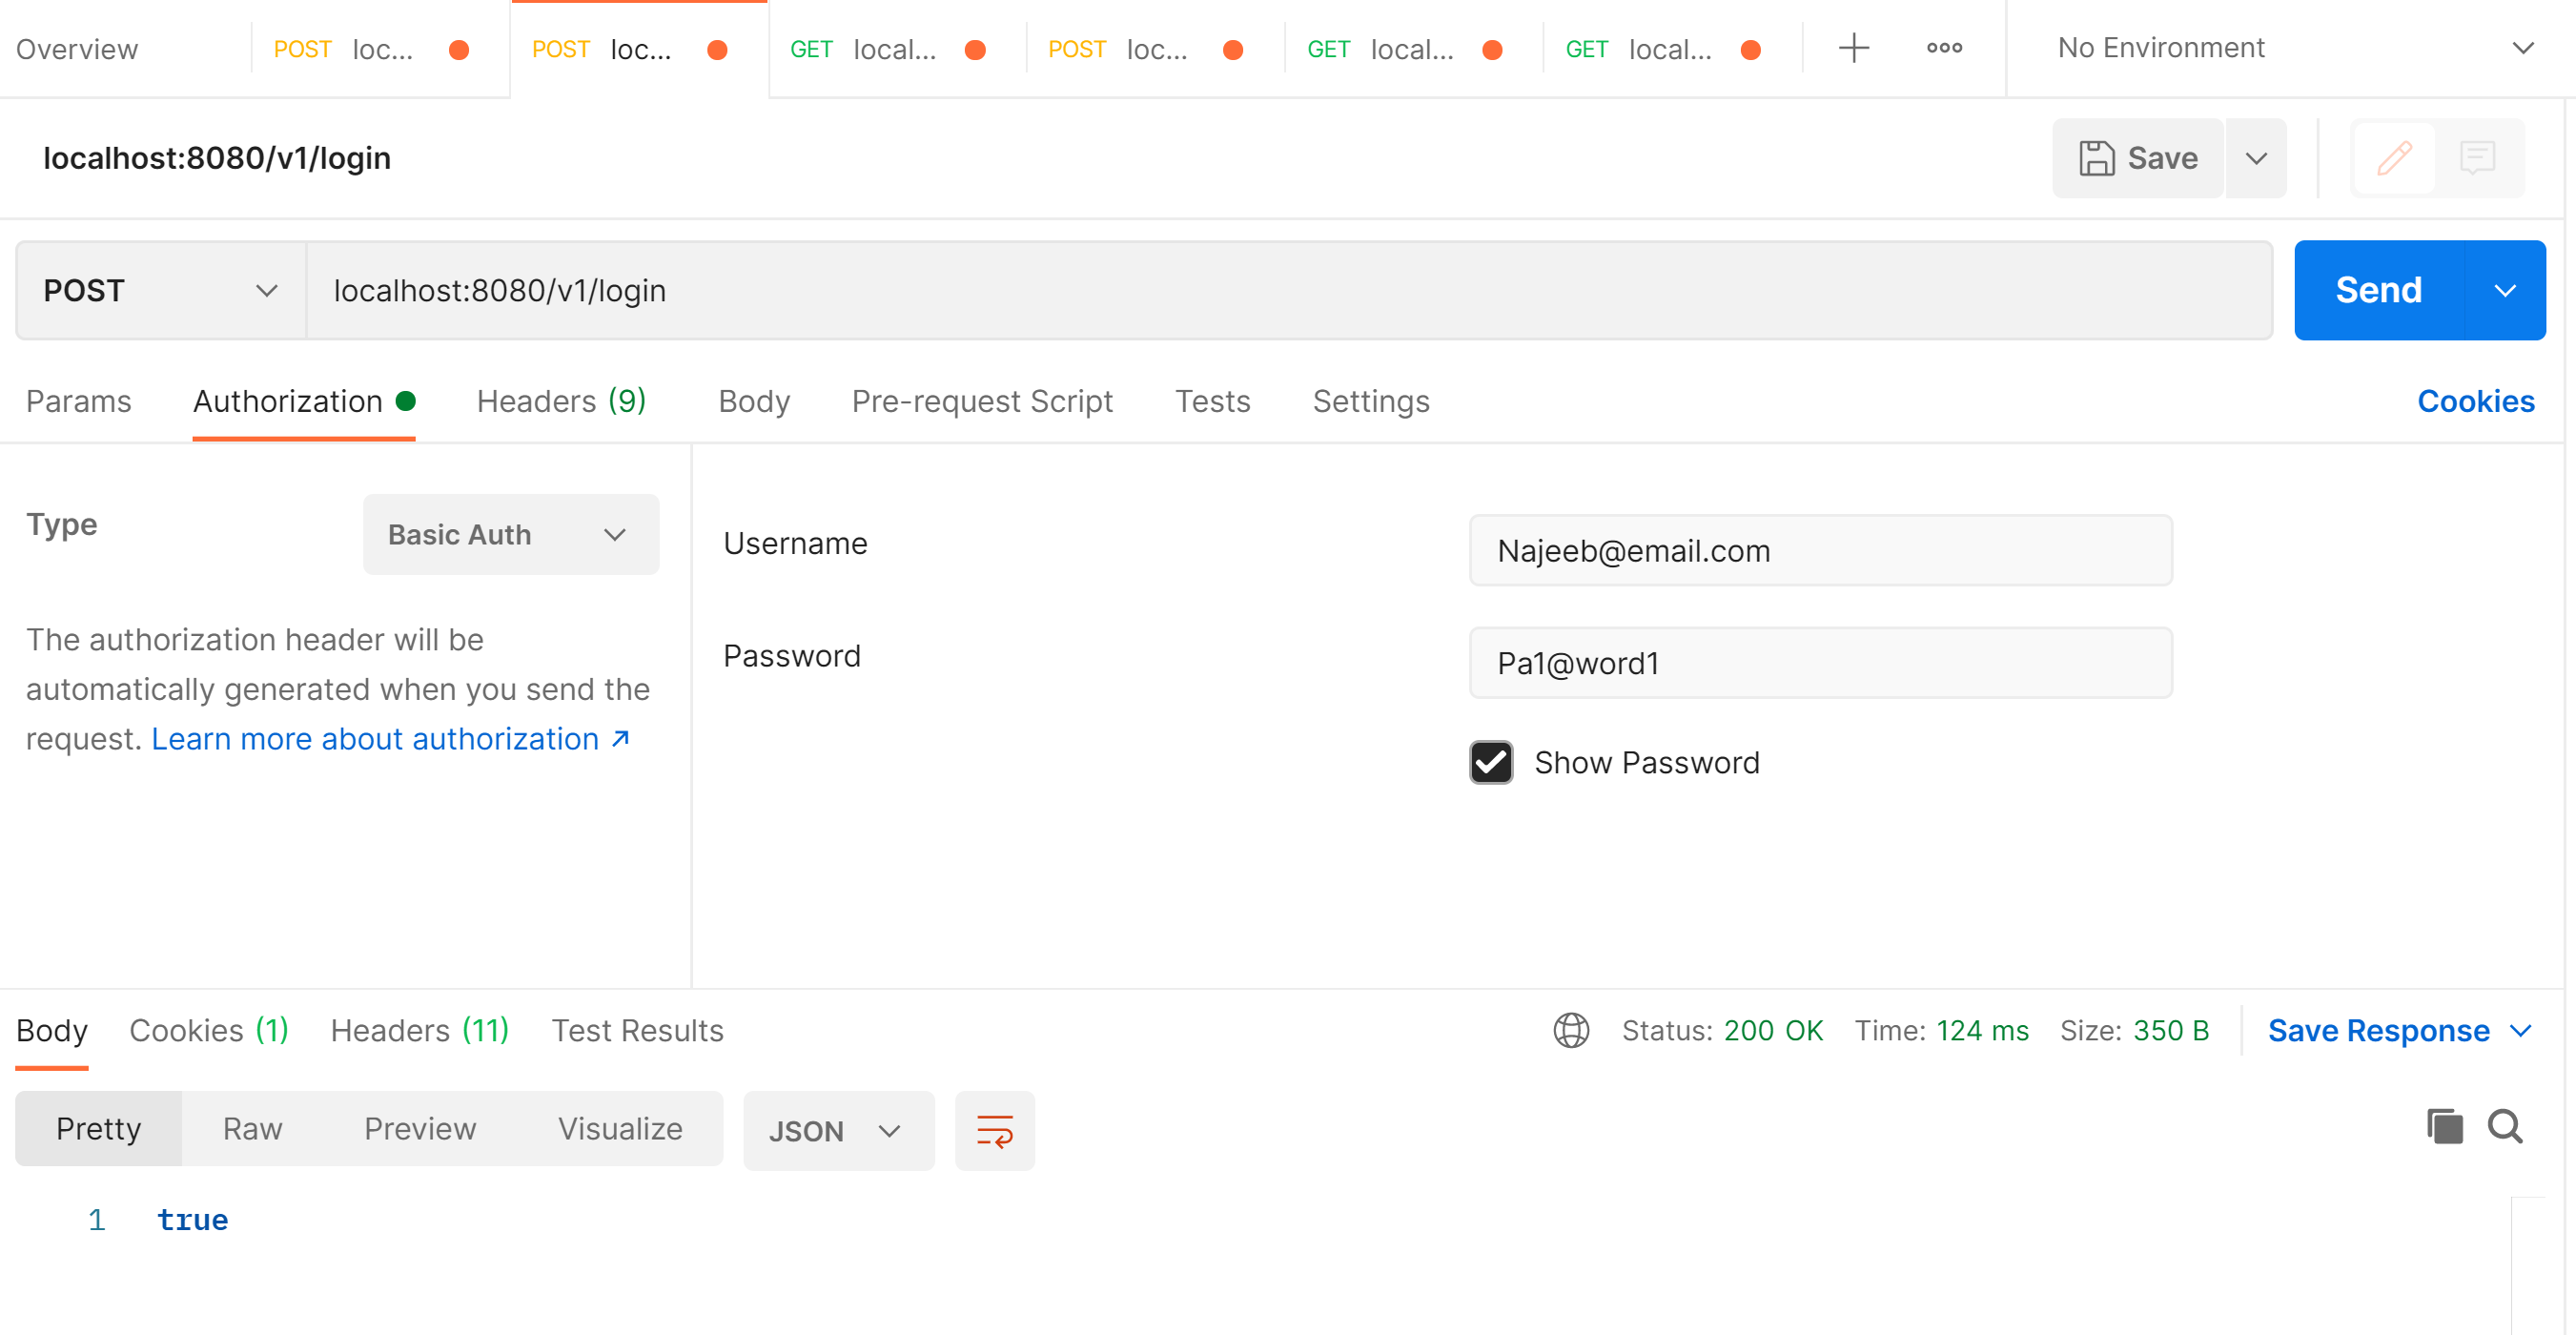 Overview POST loc... POST loc... GET local... POST loc... GET local... GET local... No Environment
localhost:8080/v1/login Save
POST localhost:8080/v1/login Send
Params Authorization Headers (9) Body Pre-request Script Tests Settings Cookies
Type Basic Auth
The authorization header will be
automatically generated when you send the
request. Learn more about authorization ↗
Username Najeeb@email.com
Password Pa1@word1
Show Password
Body Cookies (1) Headers (11) Test Results Status: 200 OK Time: 124 ms Size: 350 B Save Response
Pretty Raw Preview Visualize JSON
1 true